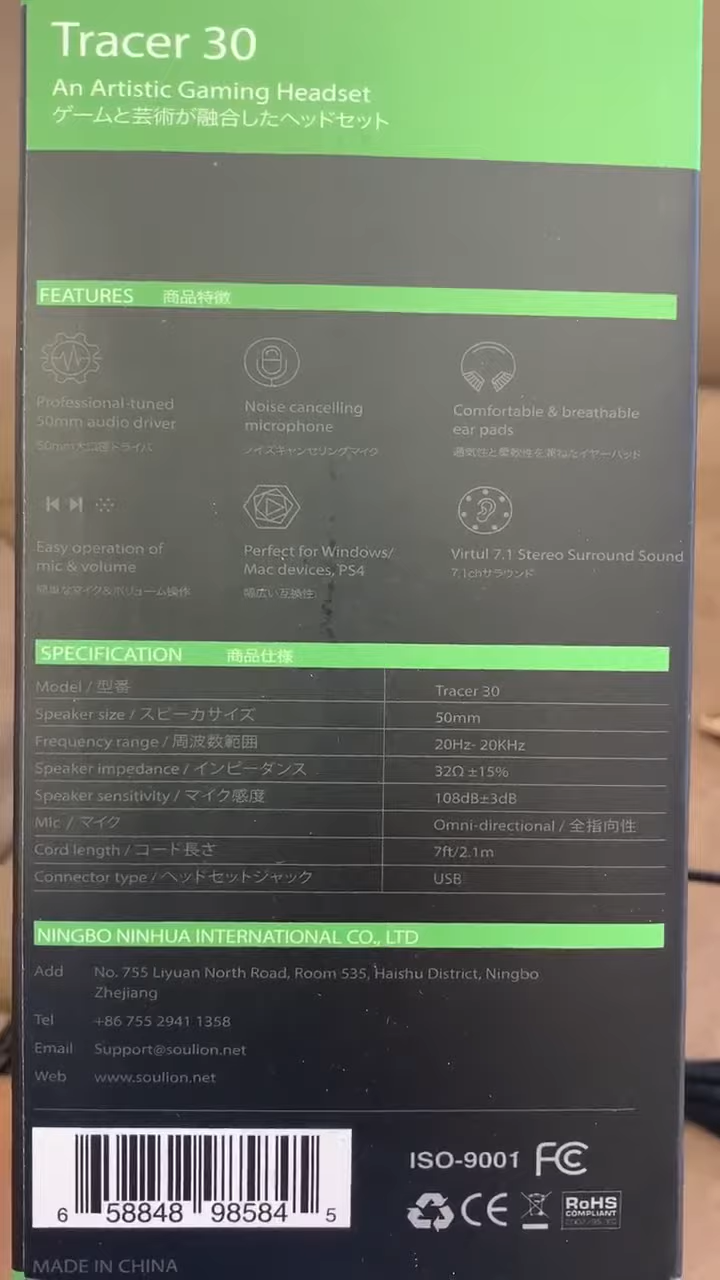 Tracer 30
An Artistic Gaming Headset
ゲームと芸術が融合したヘッドセット
FEATURES 商品特徴
Professional-tuned
50mm audio driver
50mm大口径ドライバ
Noise cancelling
microphone
ノイズキャンセリングマイク
Comfortable & breathable
ear pads
通気性と柔軟性を兼ねたイヤーパッド
Easy operation of
mic & volume
簡単なマイク&ボリューム操作
Perfect for Windows/
Mac devices, PS4
幅広い互換性
Virtul 7.1 Stereo Surround Sound
7.1chサラウンド
SPECIFICATION 商品仕様
Model / 型番 Tracer 30
Speaker size / スピーカサイズ 50mm
Frequency range / 周波数範囲 20Hz- 20KHz
Speaker impedance / インピーダンス 32Ω ±15%
Speaker sensitivity / マイク感度 108dB±3dB
Mic / マイク Omni-directional / 全指向性
Cord length / コード長さ 7ft/2.1m
Connector type / ヘッドセットジャック USB
NINGBO NINHUA INTERNATIONAL CO., LTD
Add No. 755 Liyuan North Road, Room 535, Haishu District, Ningbo
Zhejiang
Tel +86 755 2941 1358
Email Support@soulion.net
Web www.soulion.net
6 58848 98584 5
ISO-9001 FC
CE RoHS
COMPLIANT
MADE IN CHINA